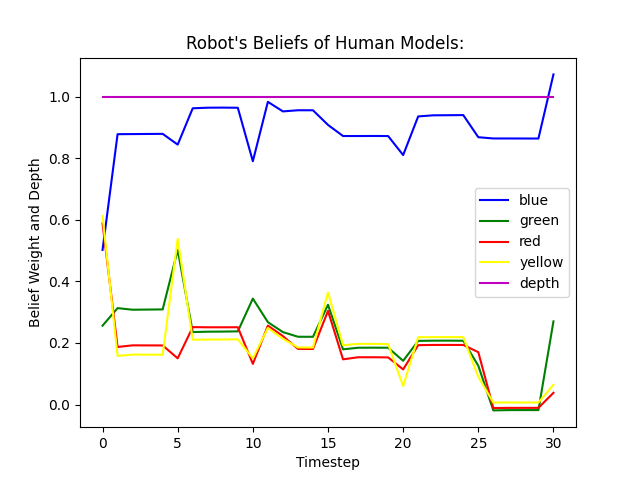 Robot's Beliefs of Human Models:
Belief Weight and Depth
1.0
0.8
0.6
0.4
0.2
0.0
blue
green
red
yellow
depth
0 5 10 15 20 25 30
Timestep